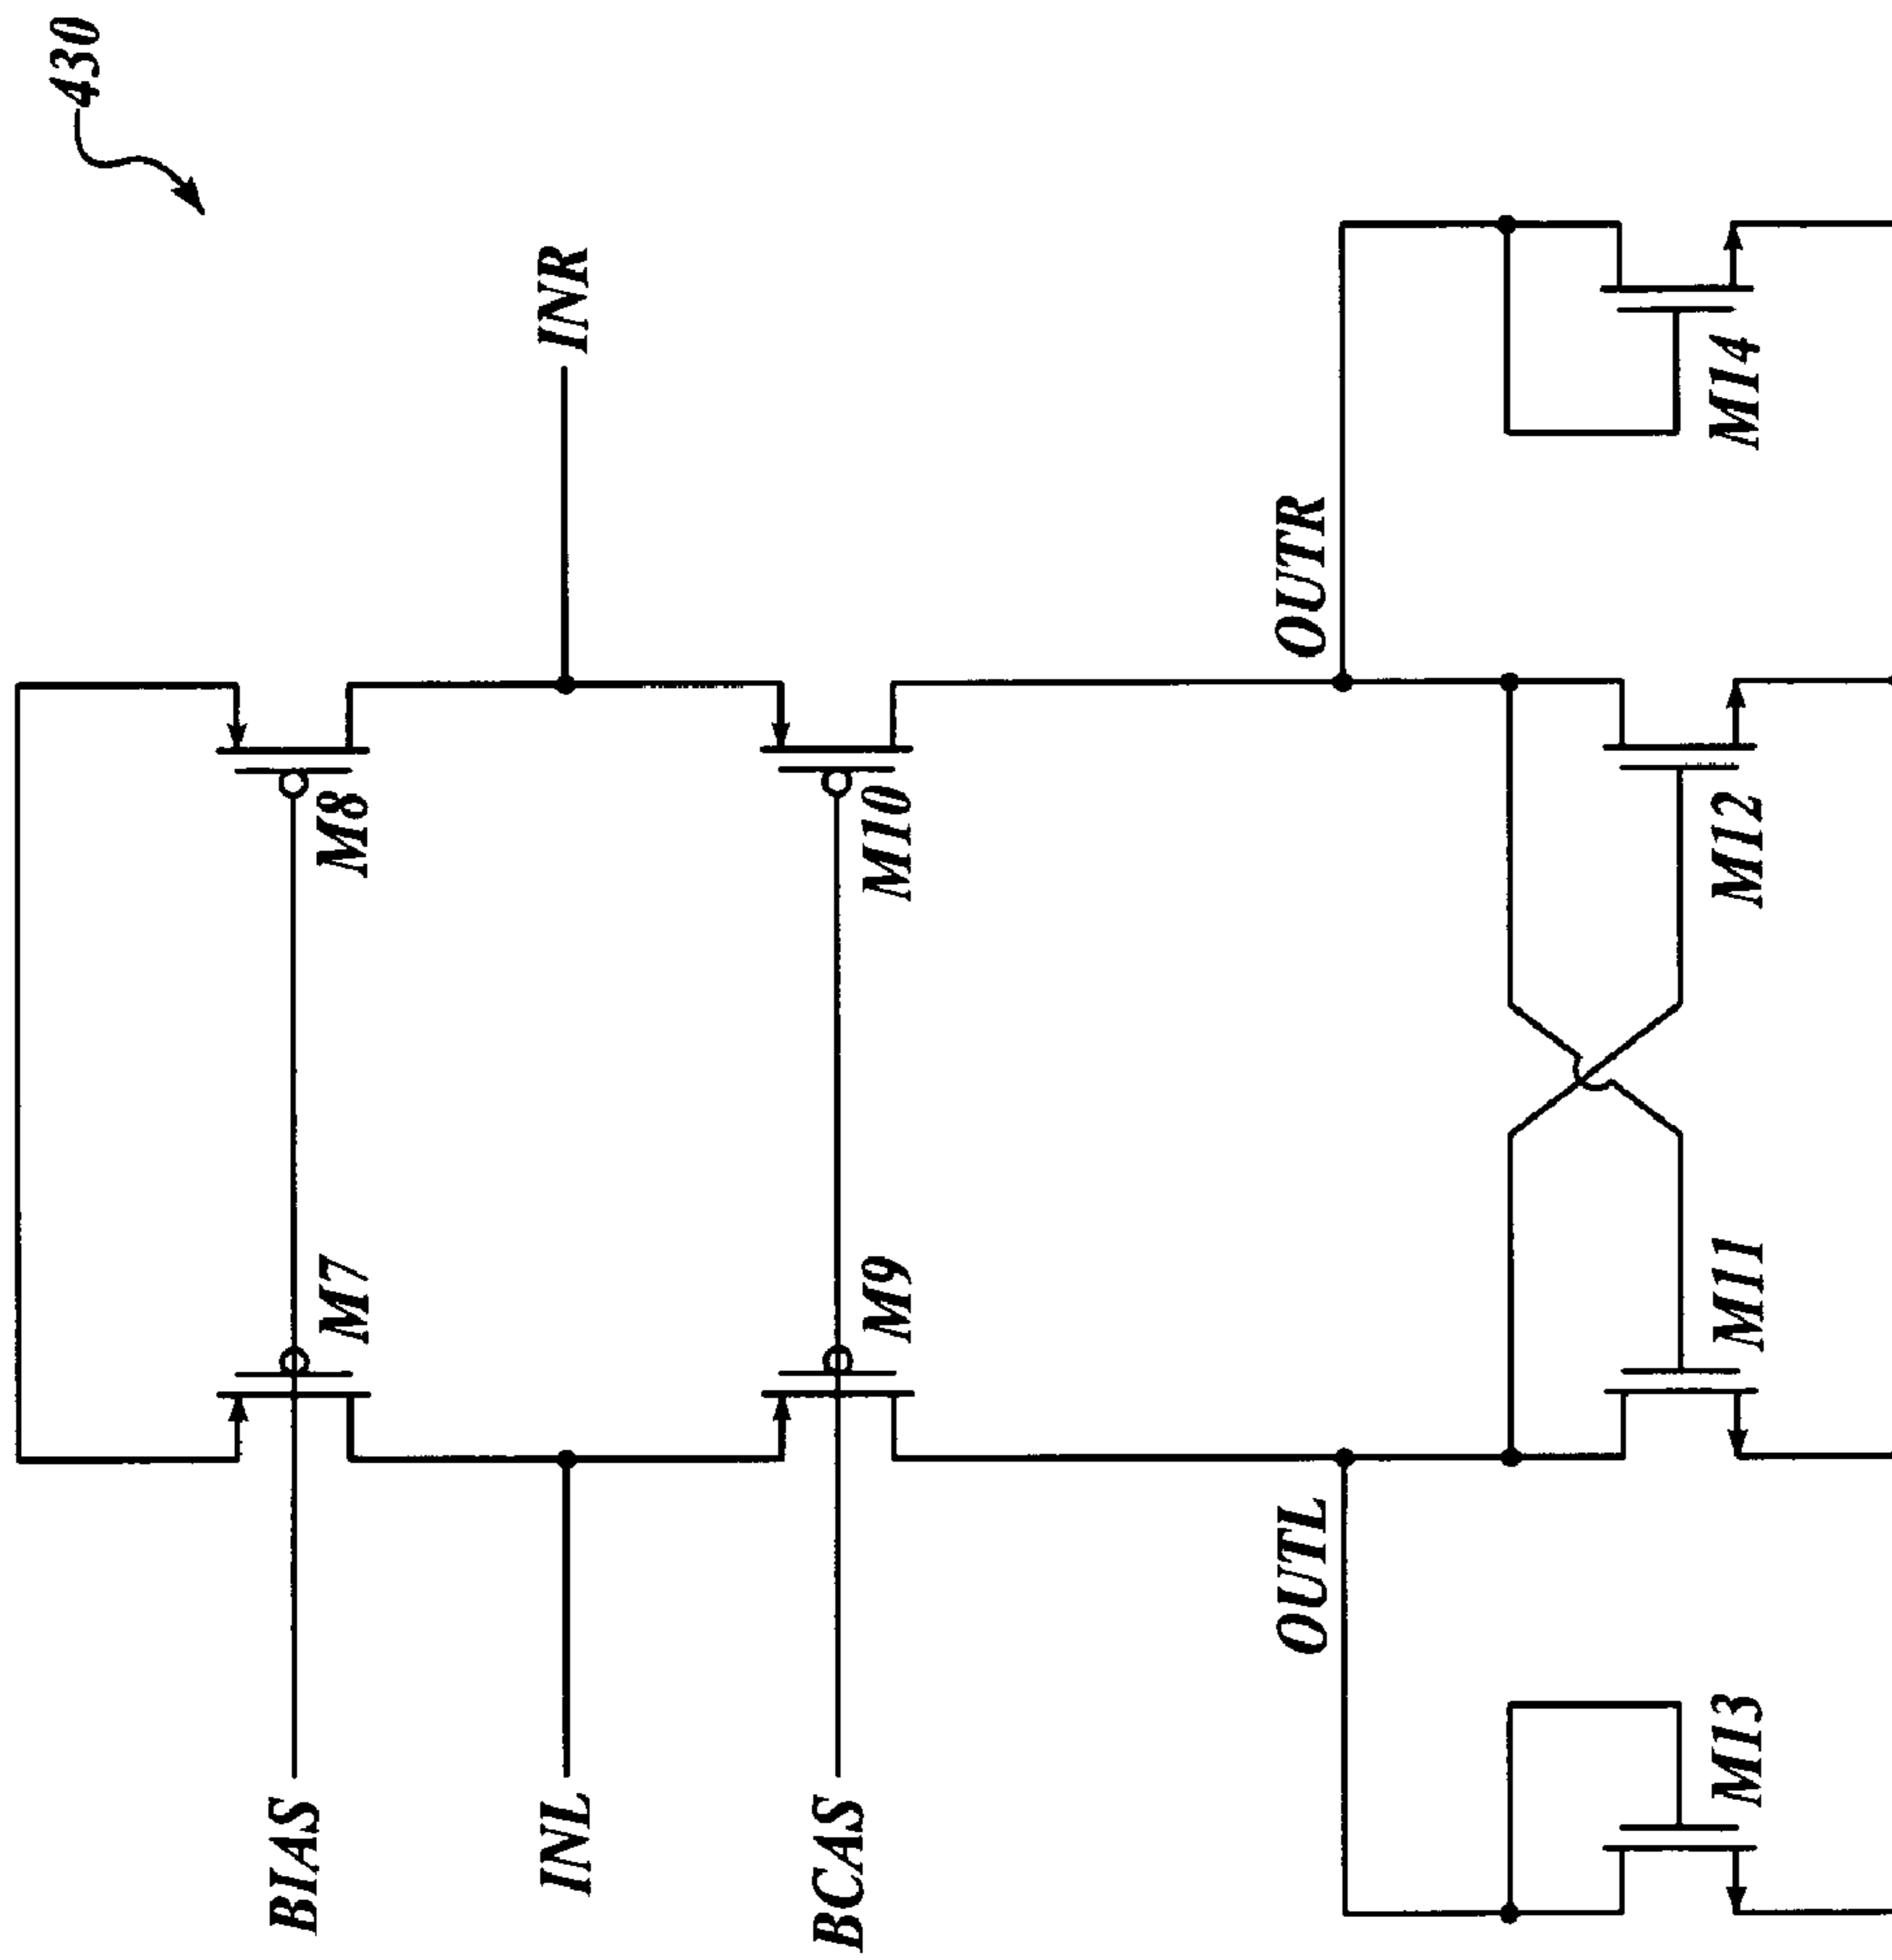 430
BIAS
M7
M8
INL
INR
BCAS
M9
M10
OUTL
OUTR
M13
M11
M12
M14